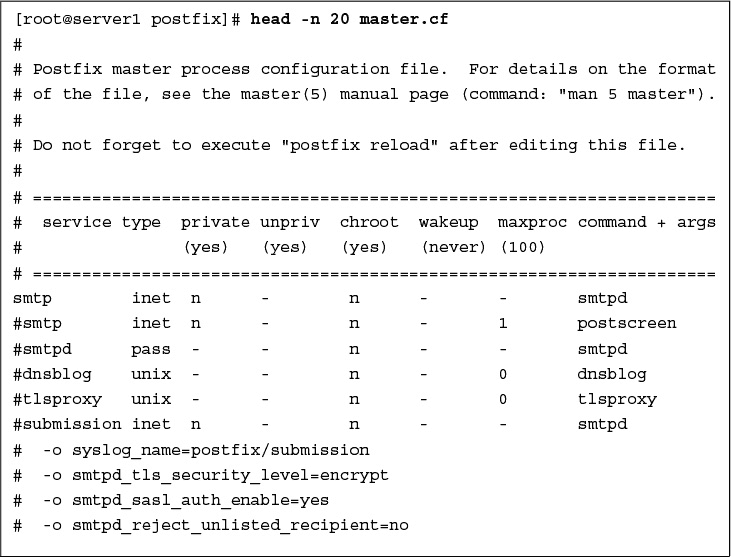 [root@server1 postfix]# head -n 20 master.cf
#
# Postfix master process configuration file.  For details on the format
# of the file, see the master(5) manual page (command: "man 5 master").
#
# Do not forget to execute "postfix reload" after editing this file.
#
# =====================================================================
#  service type  private unpriv  chroot  wakeup  maxproc command + args
#                (yes)   (yes)   (yes)   (never) (100)
# =====================================================================
smtp        inet  n      -        n      -       -       smtpd
#smtp       inet  n      -        n      -       1       postscreen
#smtpd      pass  -      -        n      -       -       smtpd
#dnsblog    unix  -      -        n      -       0       dnsblog
#tlsproxy   unix  -      -        n      -       0       tlsproxy
#submission inet  n      -        n      -       -       smtpd
#  -o syslog_name=postfix/submission
#  -o smtpd_tls_security_level=encrypt
#  -o smtpd_sasl_auth_enable=yes
#  -o smtpd_reject_unlisted_recipient=no